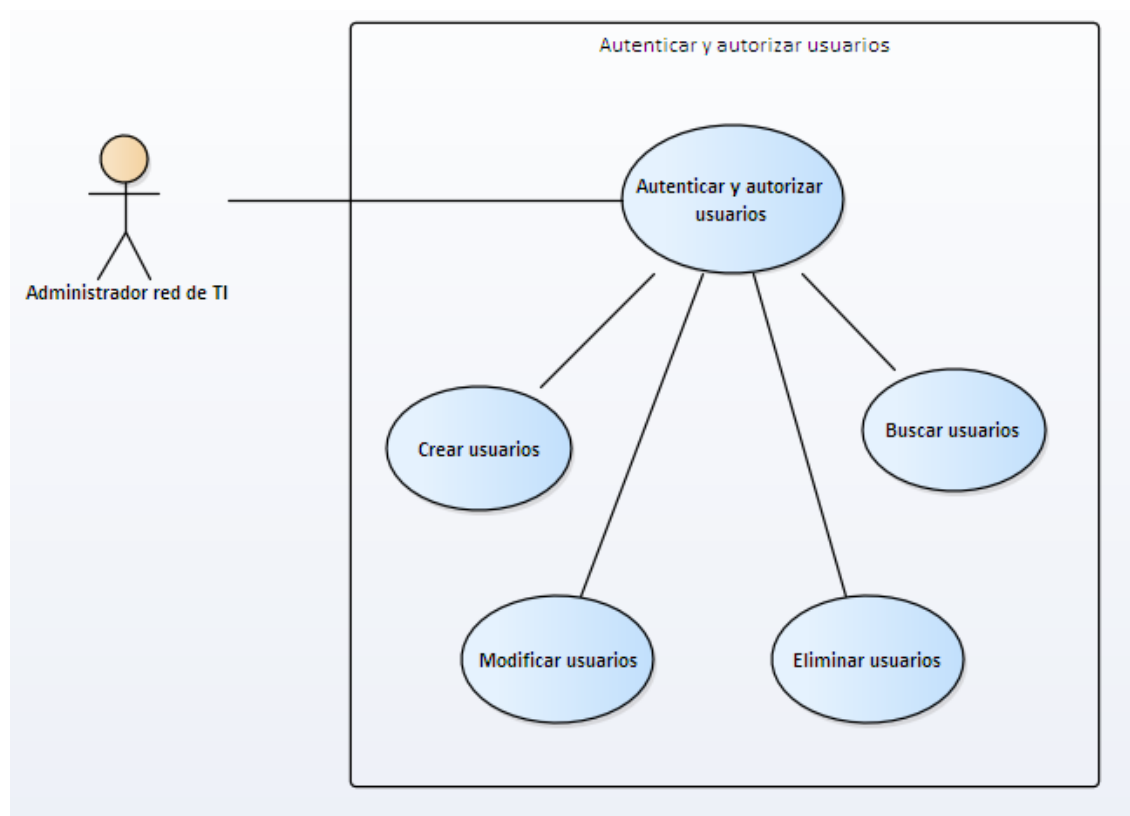 Autenticar y autorizar usuarios
Autenticar y autorizar
usuarios
Administrador red de TI
Crear usuarios
Buscar usuarios
Modificar usuarios
Eliminar usuarios